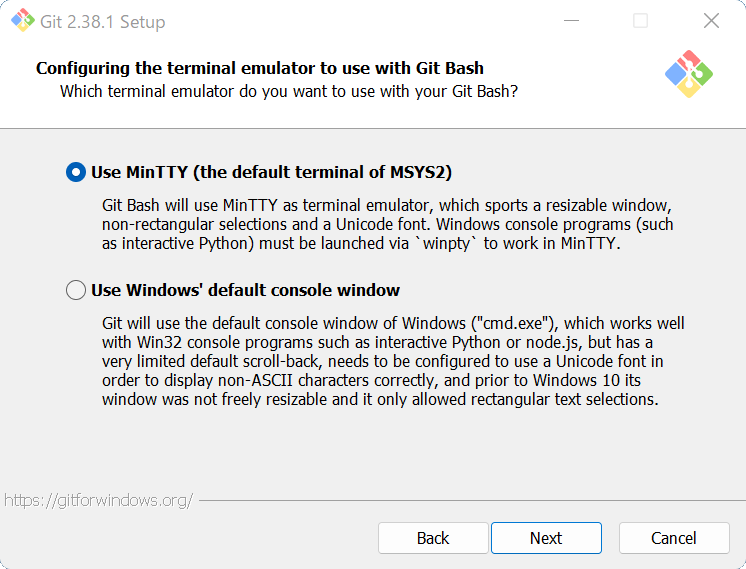 Git 2.38.1 Setup
Configuring the terminal emulator to use with Git Bash
Which terminal emulator do you want to use with your Git Bash?
Use MinTTY (the default terminal of MSYS2)
Git Bash will use MinTTY as terminal emulator, which sports a resizable window,
non-rectangular selections and a Unicode font. Windows console programs (such
as interactive Python) must be launched via `winpty` to work in MinTTY.
Use Windows' default console window
Git will use the default console window of Windows ("cmd.exe"), which works well
with Win32 console programs such as interactive Python or node.js, but has a
very limited default scroll-back, needs to be configured to use a Unicode font in
order to display non-ASCII characters correctly, and prior to Windows 10 its
window was not freely resizable and it only allowed rectangular text selections.
https://gitforwindows.org/
Back
Next
Cancel